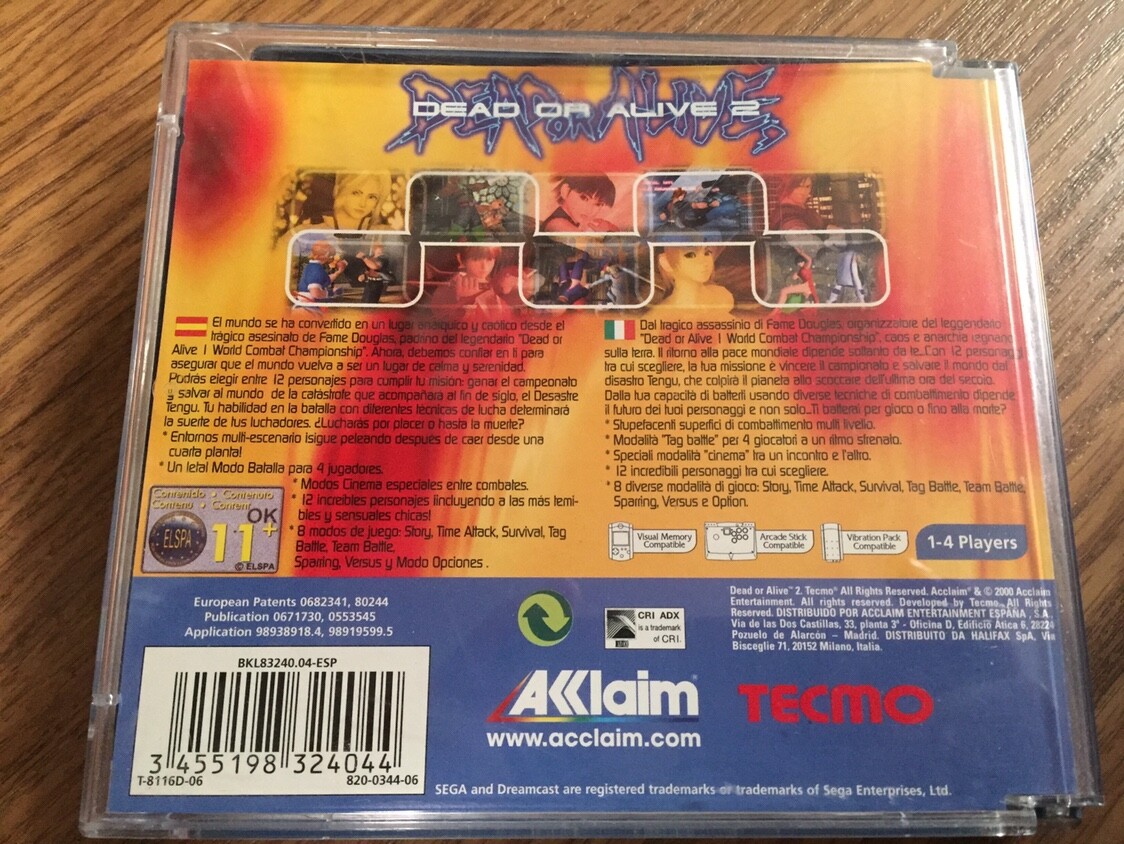 DEAD OR ALIVE 2
El mundo se ha convertido en un lugar anárquico y caótico desde el
trágico asesinato de Fame Douglas, padrino del legendario "Dead or
Alive | World Combat Championship". Ahora, debemos confiar en ti para
asegurar que el mundo vuelva a ser un lugar de calma y serenidad.
Podrás elegir entre 12 personajes para cumplir tu misión: ganar el campeonato
y salvar al mundo de la catástrofe que acompañará al fin de siglo, el Desastre
Tengu. Tu habilidad en la batalla con diferentes técnicas de lucha determinará
la suerte de tus luchadores. ¿Lucharás por placer o hasta la muerte?
* Entornos multi-escenario ¡sigue peleando después de caer desde una
cuarta planta!
* Un letal Modo Batalla para 4 jugadores.
* Modos Cinema especiales entre combates.
* 12 increíbles personajes ¡incluyendo a las más temi-
bles y sensuales chicas!
* 8 modos de juego: Story, Time Attack, Survival, Tag
Battle, Team Battle,
Sparring, Versus y Modo Opciones .
Contenido • Contenuto
Contenu • Conteni
OK
ELSPA
11+
© ELSPA
Dal tragico assassinio di Fame Douglas, organizzatore del leggendario
"Dead or Alive | World Combat Championship", caos e anarchia regnano
sulla terra. Il ritorno alla pace mondiale dipende soltanto da te...Con 12 personaggi
tra cui scegliere, la tua missione è vincere il campionato e salvare il mondo dal
disastro Tengu, che colpirà il pianeta allo scoccare dell'ultima ora del secolo.
Dalla tua capacità di batterti usando diverse tecniche di combattimento dipende
il futuro dei tuoi personaggi e non solo...Ti batterai per gioco o fino alla morte?
* Stupefacenti superfici di combattimento multi livello.
* Modalità "Tag battle" per 4 giocatori a un ritmo sfrenato.
* Speciali modalità "cinema" tra un incontro e l'altro.
* 12 incredibili personaggi tra cui scegliere.
* 8 diverse modalità di gioco: Story, Time Attack, Survival, Tag Battle, Team Battle,
Sparring, Versus e Option.
Visual Memory
Compatible
Arcade Stick
Compatible
Vibration Pack
Compatible
1-4 Players
European Patents 0682341, 80244
Publication 0671730, 0553545
Application 98938918.4, 98919599.5
CRI ADX
is a trademark
of CRI.
Dead or Alive™ 2. Tecmo® All Rights Reserved. Acclaim® & © 2000 Acclaim
Entertainment. All rights reserved. Developed by Tecmo. All Rights
Reserved. DISTRIBUIDO POR ACCLAIM ENTERTAINMENT ESPAÑA , S.A.
Via de las Dos Castillas, 33, planta 3ª - Oficina D, Edificio Atica 6, 28224
Pozuelo de Alarcón – Madrid. DISTRIBUITO DA HALIFAX SpA, Via
Bisceglie 71, 20152 Milano, Italia.
BKL83240.04-ESP
3 455198 324044
T-8116D-06 820-0344-06
AKKlaim®
www.acclaim.com
TECMO
SEGA and Dreamcast are registered trademarks or trademarks of Sega Enterprises, Ltd.